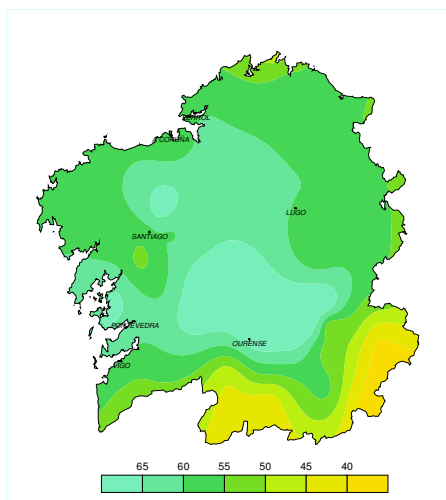 FERROL
CORUÑA
LUGO
SANTIAGO
PONTEVEDRA
OURENSE
VIGO
65 60 55 50 45 40